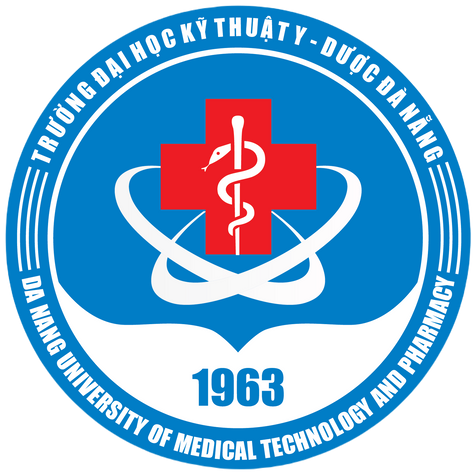 TRƯỜNG ĐẠI HỌC KỸ THUẬT Y - DƯỢC ĐÀ NẴNG
1963
DA NANG UNIVERSITY OF MEDICAL TECHNOLOGY AND PHARMACY